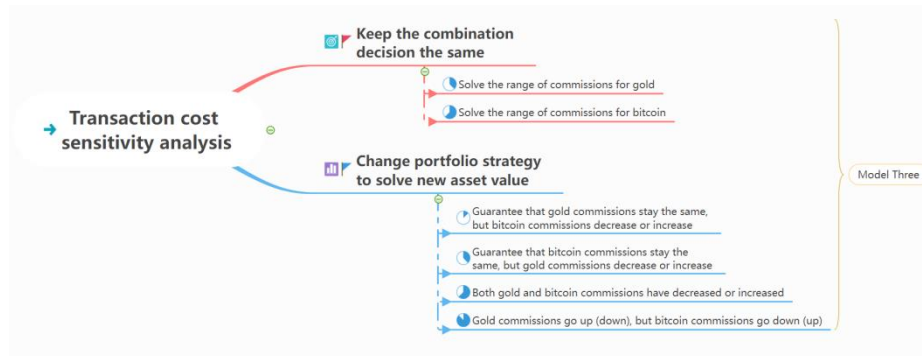 Keep the combination
decision the same
Solve the range of commissions for gold
Solve the range of commissions for bitcoin
Transaction cost
sensitivity analysis
Change portfolio strategy
to solve new asset value
Guarantee that gold commissions stay the same,
but bitcoin commissions decrease or increase
Guarantee that bitcoin commissions stay the
same, but gold commissions decrease or increase
Both gold and bitcoin commissions have decreased or increased
Gold commissions go up (down), but bitcoin commissions go down (up)
Model Three